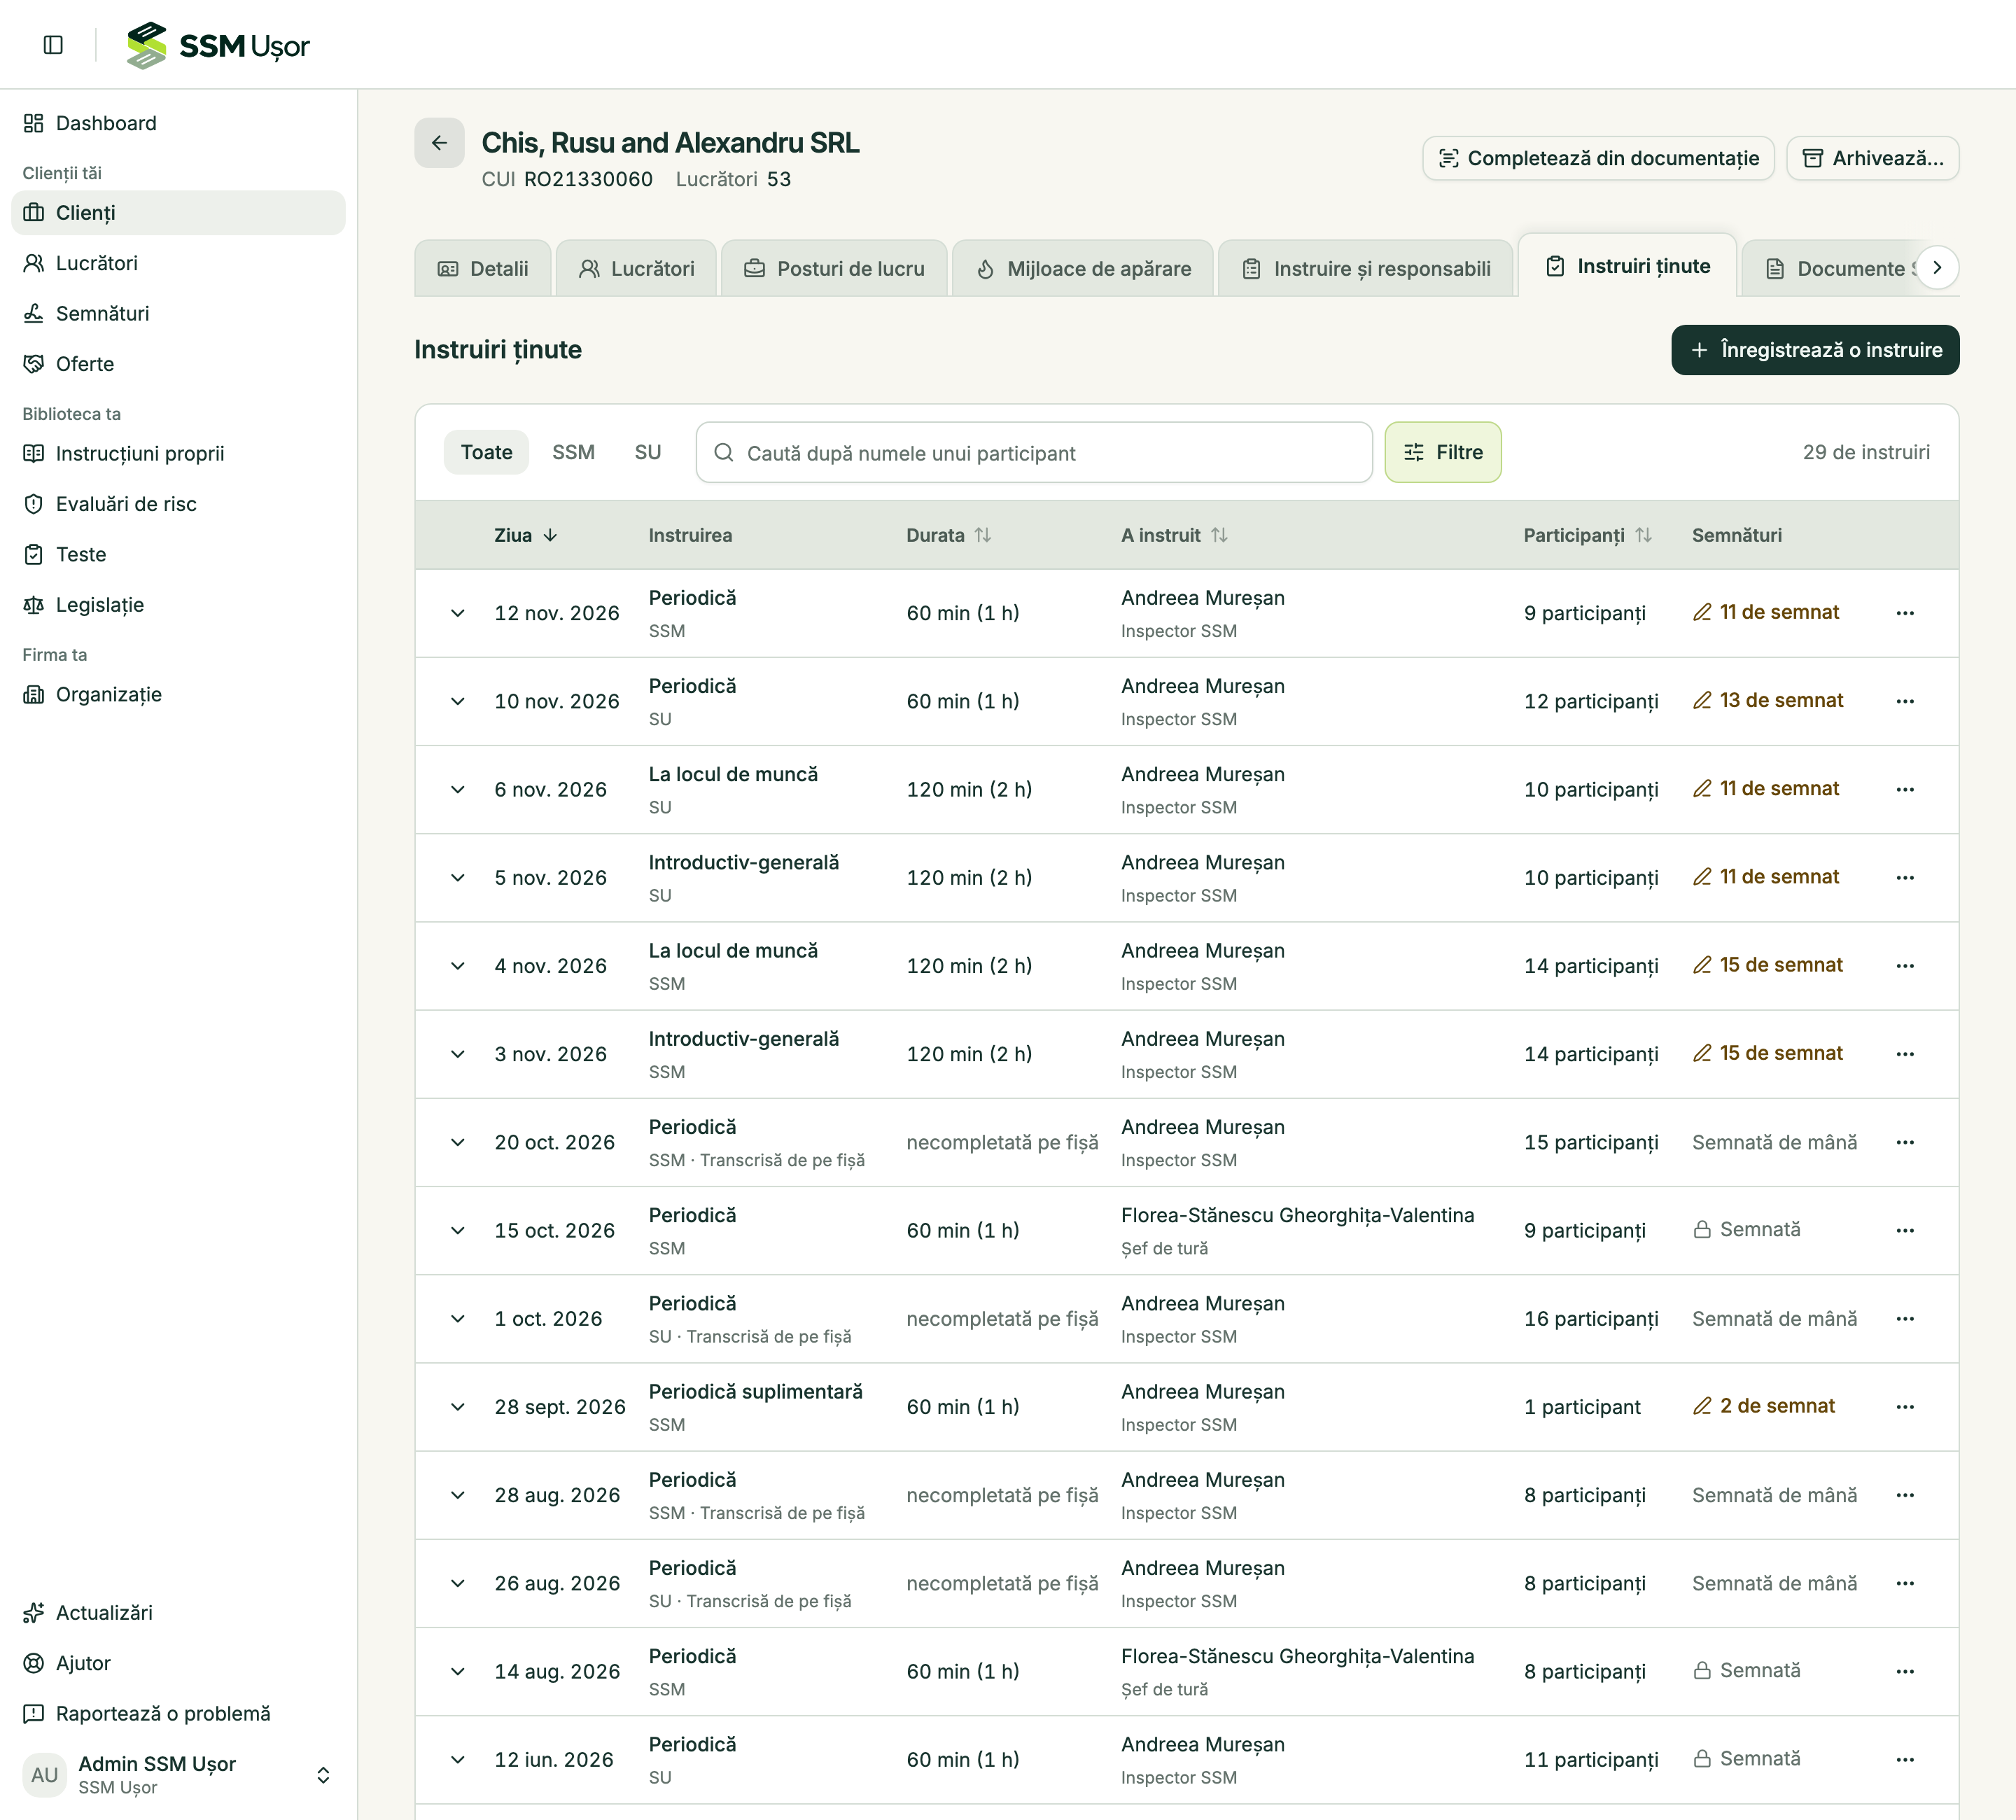 SSM Ușor
Dashboard
Clienții tăi
Clienți
Lucrători
Semnături
Oferte
Biblioteca ta
Instrucțiuni proprii
Evaluări de risc
Teste
Legislație
Firma ta
Organizație
Actualizări
Ajutor
Raportează o problemă
AU
Admin SSM Ușor
SSM Ușor
Chis, Rusu and Alexandru SRL
CUI RO21330060 Lucrători 53
Completează din documentație
Arhivează...
Detalii
Lucrători
Posturi de lucru
Mijloace de apărare
Instruire și responsabili
Instruiri ținute
Documente
Instruiri ținute
Înregistrează o instruire
Toate SSM SU
Caută după numele unui participant
Filtre
29 de instruiri
Ziua Instruirea Durata A instruit Participanți Semnături
12 nov. 2026 Periodică 60 min (1 h) Andreea Mureșan 9 participanți 11 de semnat
SSM Inspector SSM
10 nov. 2026 Periodică 60 min (1 h) Andreea Mureșan 12 participanți 13 de semnat
SU Inspector SSM
6 nov. 2026 La locul de muncă 120 min (2 h) Andreea Mureșan 10 participanți 11 de semnat
SU Inspector SSM
5 nov. 2026 Introductiv-generală 120 min (2 h) Andreea Mureșan 10 participanți 11 de semnat
SU Inspector SSM
4 nov. 2026 La locul de muncă 120 min (2 h) Andreea Mureșan 14 participanți 15 de semnat
SSM Inspector SSM
3 nov. 2026 Introductiv-generală 120 min (2 h) Andreea Mureșan 14 participanți 15 de semnat
SSM Inspector SSM
20 oct. 2026 Periodică necompletată pe fișă Andreea Mureșan 15 participanți Semnată de mână
SSM · Transcrisă de pe fișă Inspector SSM
15 oct. 2026 Periodică 60 min (1 h) Florea-Stănescu Gheorghița-Valentina 9 participanți Semnată
SSM Șef de tură
1 oct. 2026 Periodică necompletată pe fișă Andreea Mureșan 16 participanți Semnată de mână
SU · Transcrisă de pe fișă Inspector SSM
28 sept. 2026 Periodică suplimentară 60 min (1 h) Andreea Mureșan 1 participant 2 de semnat
SSM Inspector SSM
28 aug. 2026 Periodică necompletată pe fișă Andreea Mureșan 8 participanți Semnată de mână
SSM · Transcrisă de pe fișă Inspector SSM
26 aug. 2026 Periodică necompletată pe fișă Andreea Mureșan 8 participanți Semnată de mână
SU · Transcrisă de pe fișă Inspector SSM
14 aug. 2026 Periodică 60 min (1 h) Florea-Stănescu Gheorghița-Valentina 8 participanți Semnată
SSM Șef de tură
12 iun. 2026 Periodică 60 min (1 h) Andreea Mureșan 11 participanți Semnată
SU Inspector SSM